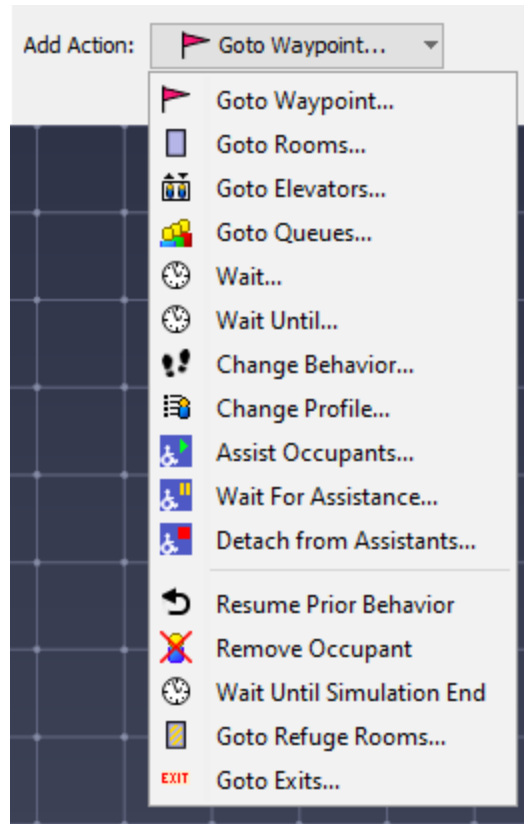 Add Action: Goto Waypoint...
Goto Waypoint...
Goto Rooms...
Goto Elevators...
Goto Queues...
Wait...
Wait Until...
Change Behavior...
Change Profile...
Assist Occupants...
Wait For Assistance...
Detach from Assistants...
Resume Prior Behavior
Remove Occupant
Wait Until Simulation End
Goto Refuge Rooms...
EXIT Goto Exits...